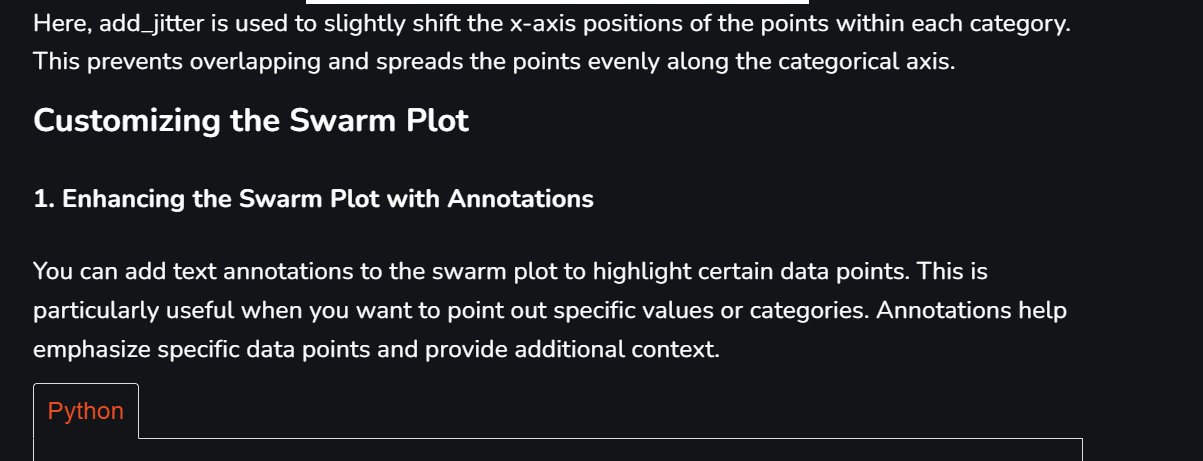 Here, add_jitter is used to slightly shift the x-axis positions of the points within each category.
This prevents overlapping and spreads the points evenly along the categorical axis.
Customizing the Swarm Plot
1. Enhancing the Swarm Plot with Annotations
You can add text annotations to the swarm plot to highlight certain data points. This is
particularly useful when you want to point out specific values or categories. Annotations help
emphasize specific data points and provide additional context.
Python